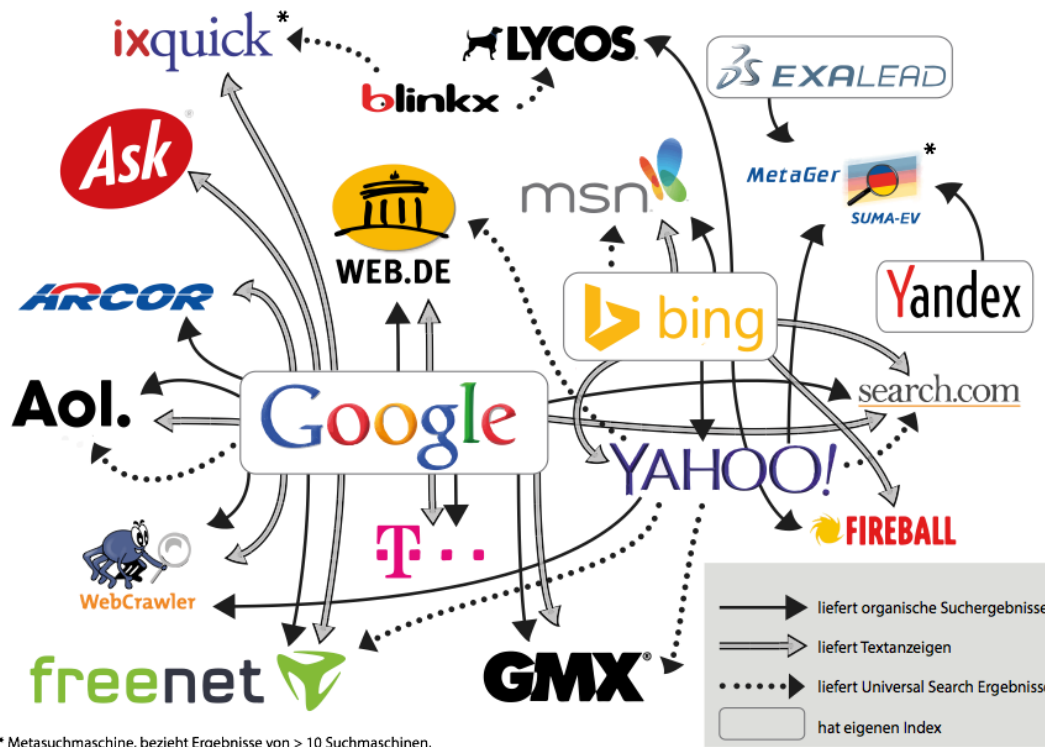 ixquick *
LYCOS
EXALEAD
blinkx
Ask
WEB.DE
msn
MetaGer *
SUMA-EV
Yandex
ARCOR
bing
search.com
Aol.
Google
YAHOO!
FIREBALL
T
WebCrawler
freenet
GMX
liefert organische Suchergebnisse
liefert Textanzeigen
liefert Universal Search Ergebnisse
hat eigenen Index
* Metasuchmaschine, bezieht Ergebnisse von > 10 Suchmaschinen.